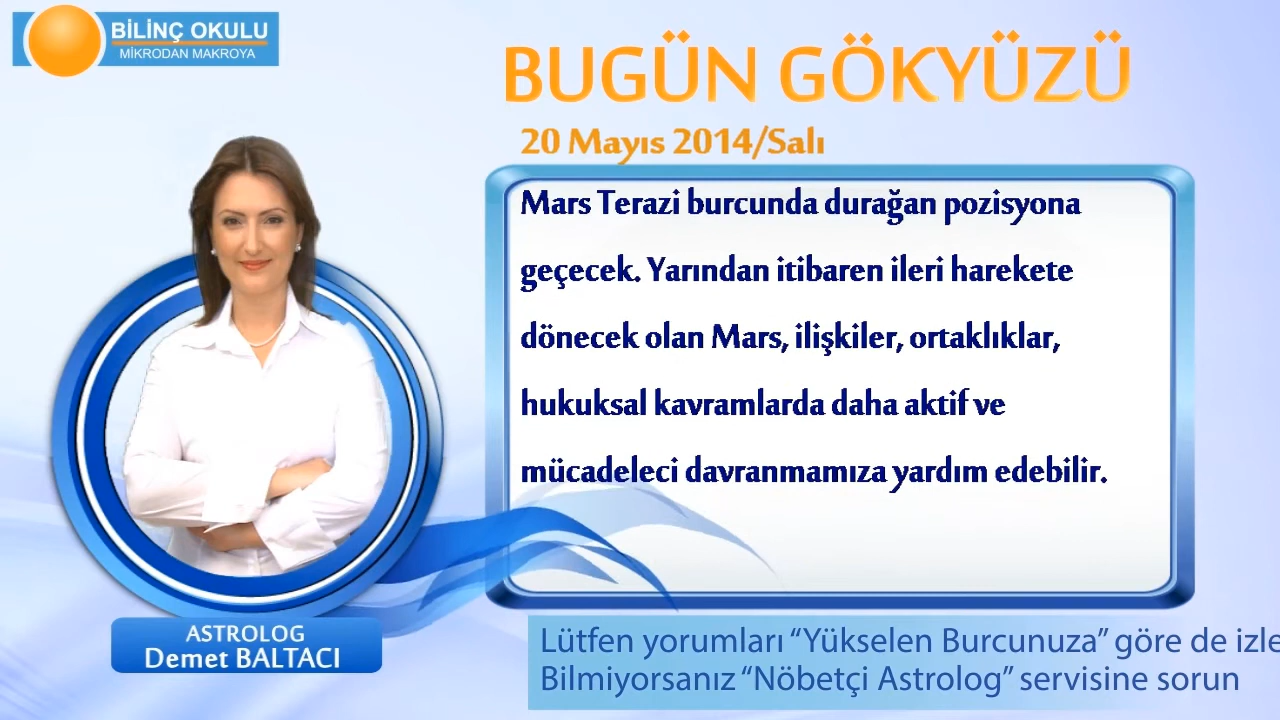 BİLİNÇ OKULU
MİKRODAN MAKROYA
BUGÜN GÖKYÜZÜ
20 Mayıs 2014/Salı
Mars Terazi burcunda durağan pozisyona
geçecek. Yarından itibaren ileri harekete
dönecek olan Mars, ilişkiler, ortaklıklar,
hukuksal kavramlarda daha aktif ve
mücadeleci davranmamıza yardım edebilir.
ASTROLOG
Demet BALTACI
Lütfen yorumları “Yükselen Burcunuza” göre de izle
Bilmiyorsanız “Nöbetçi Astrolog” servisine sorun